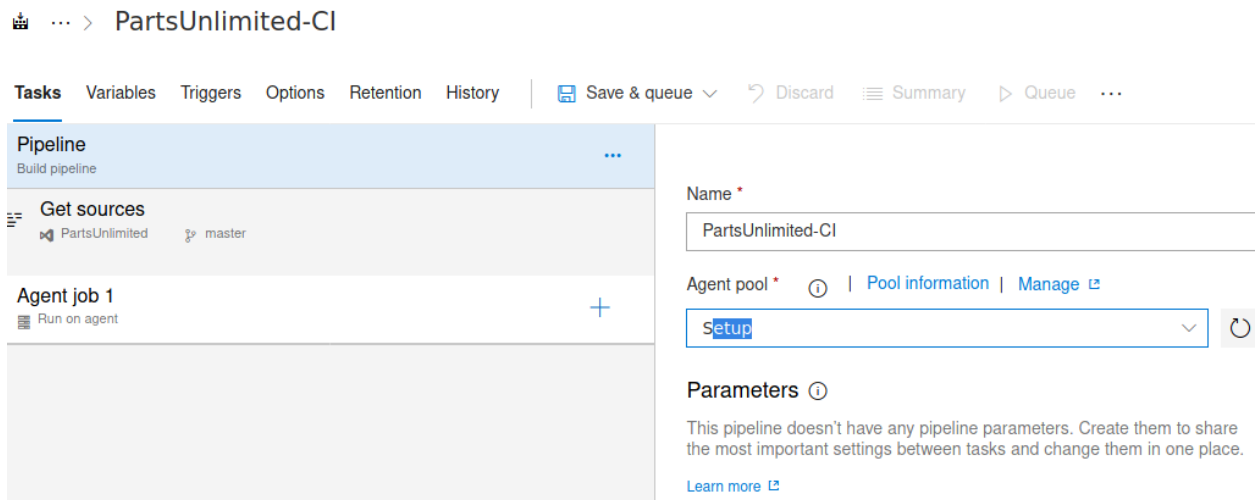 ... > PartsUnlimited-CI
Tasks Variables Triggers Options Retention History Save & queue Discard Summary Queue ...
Pipeline
Build pipeline
Get sources
PartsUnlimited master
Agent job 1
Run on agent
Name *
PartsUnlimited-CI
Agent pool * | Pool information | Manage
Setup
Parameters
This pipeline doesn't have any pipeline parameters. Create them to share
the most important settings between tasks and change them in one place.
Learn more